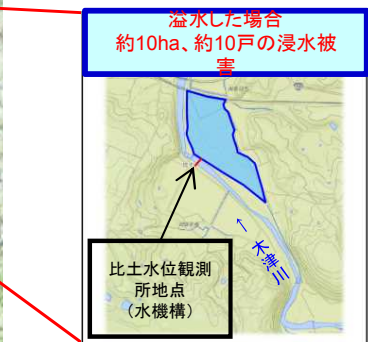 溢水した場合
約10ha、約10戸の浸水被
害
↑
木津川
比土水位観測
所地点
（水機構）